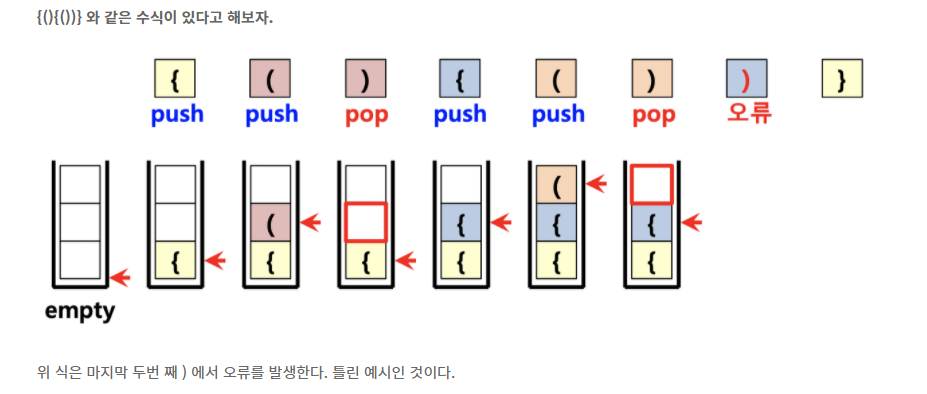 {(){())} 와 같은 수식이 있다고 해보자.
{ ( ) { ( ) ) }
push push pop push push pop 오류
(
( { { {
{ { { { { {
empty
위 식은 마지막 두번 째 ) 에서 오류를 발생한다. 틀린 예시인 것이다.